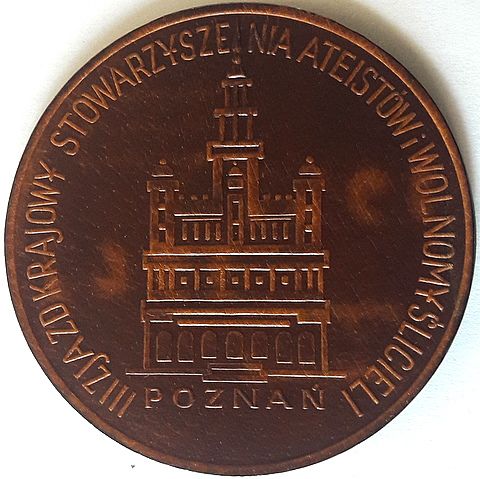 III ZJAZD KRAJOWY STOWARZYSZENIA ATEISTÓW i WOLNOMYŚLICIELI
POZNAŃ